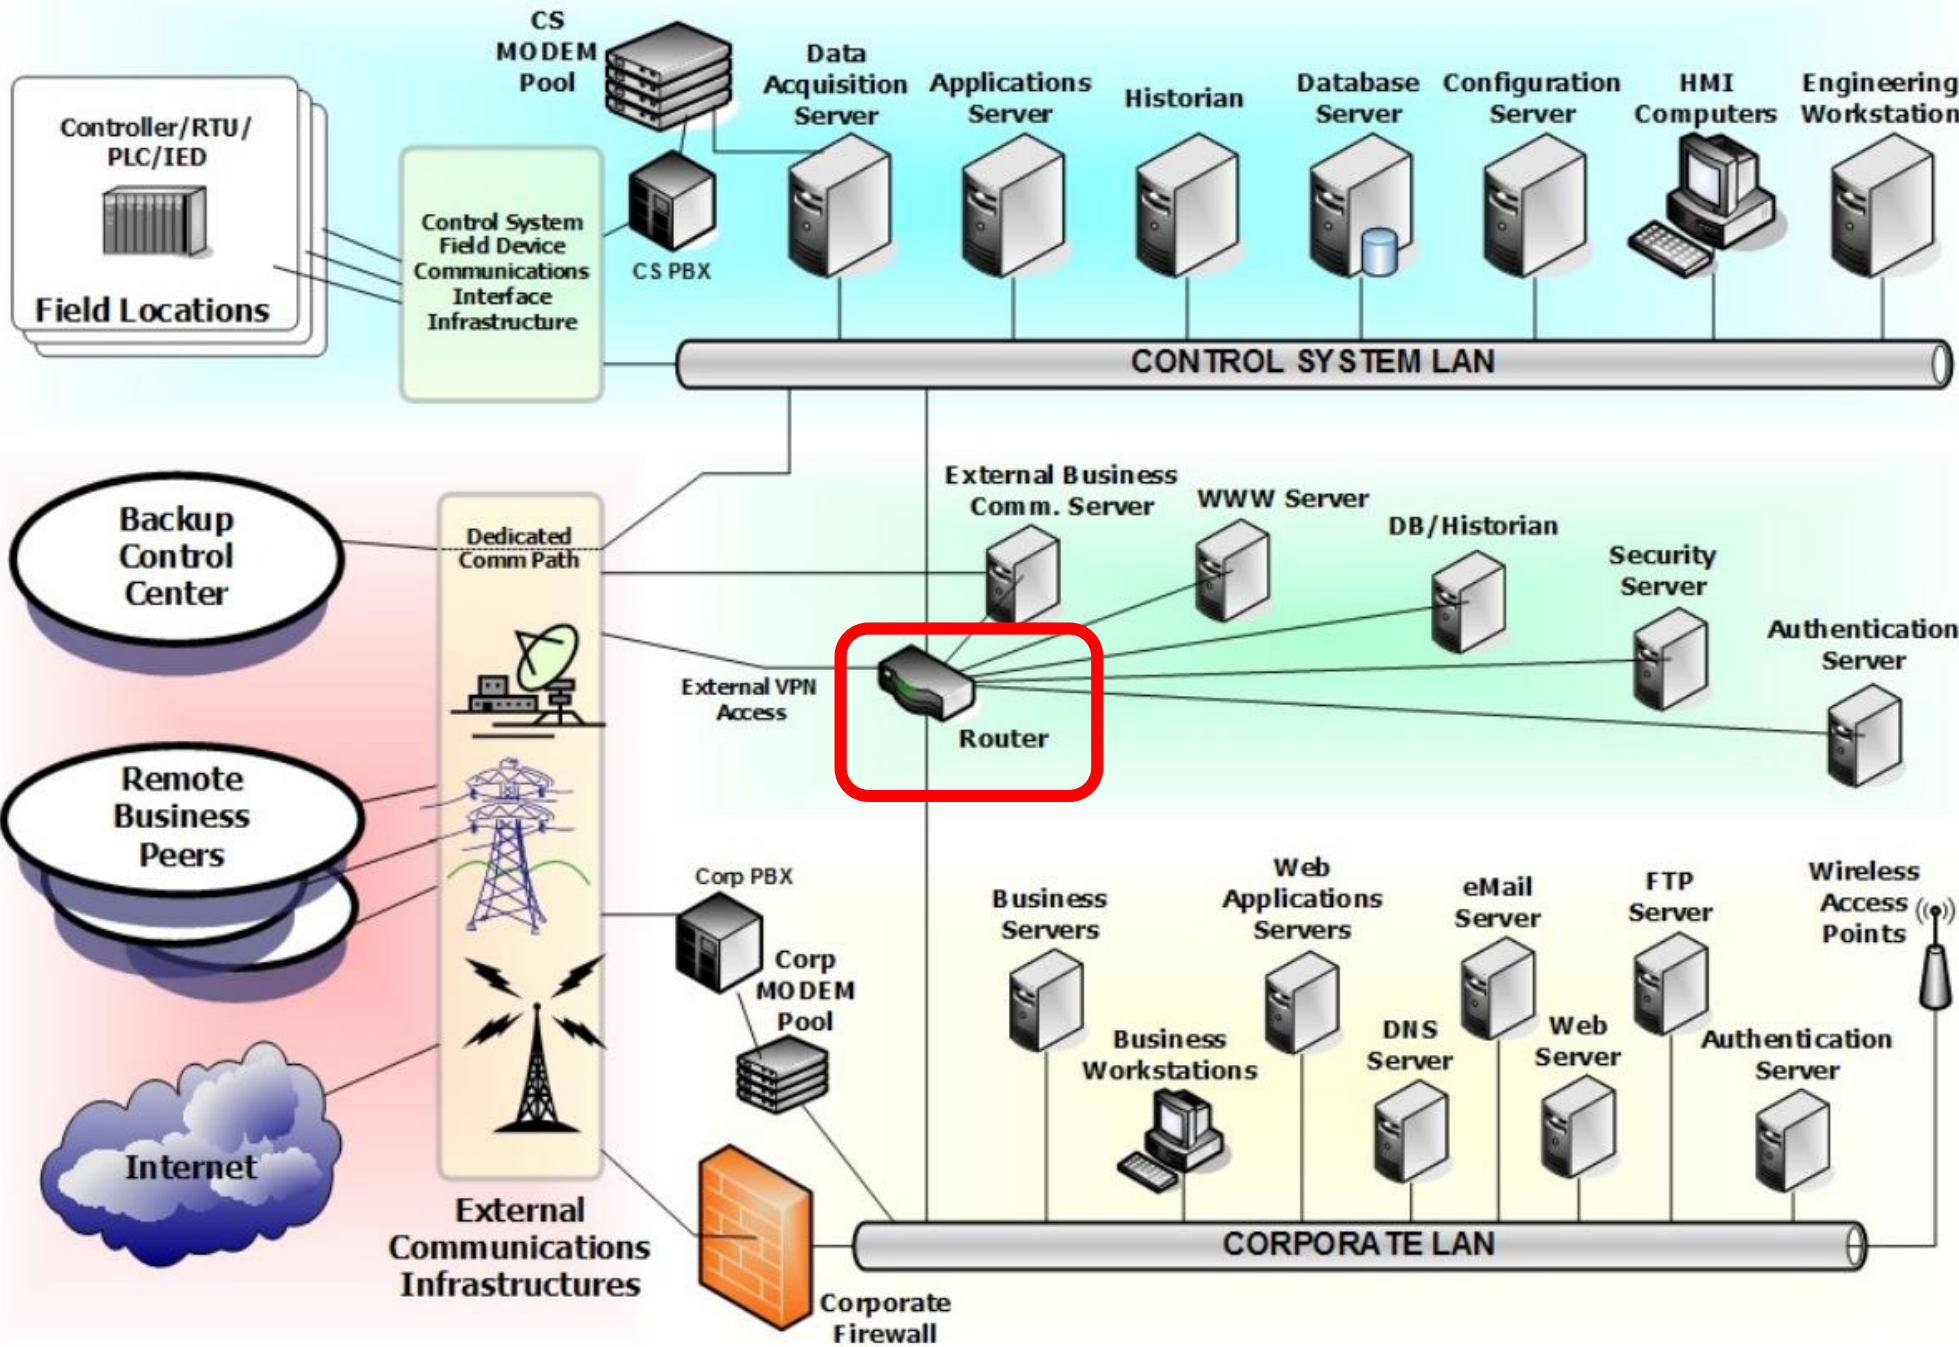 CS
MODEM
Pool
Data
Acquisition
Server
Applications
Server
Historian
Database
Server
Configuration
Server
HMI
Computers
Engineering
Workstation
Controller/RTU/
PLC/IED
Field Locations
Control System
Field Device
Communications
Interface
Infrastructure
CS PBX
CONTROL SYSTEM LAN
Backup
Control
Center
Dedicated
Comm Path
External Business
Comm. Server
WWW Server
DB/Historian
Security
Server
Authentication
Server
External VPN
Access
Router
Remote
Business
Peers
Corp PBX
Corp
MODEM
Pool
Business
Servers
Business
Workstations
Web
Applications
Servers
DNS
Server
eMail
Server
Web
Server
FTP
Server
Authentication
Server
Wireless
Access
Points
Internet
External
Communications
Infrastructures
CORPORATE LAN
Corporate
Firewall